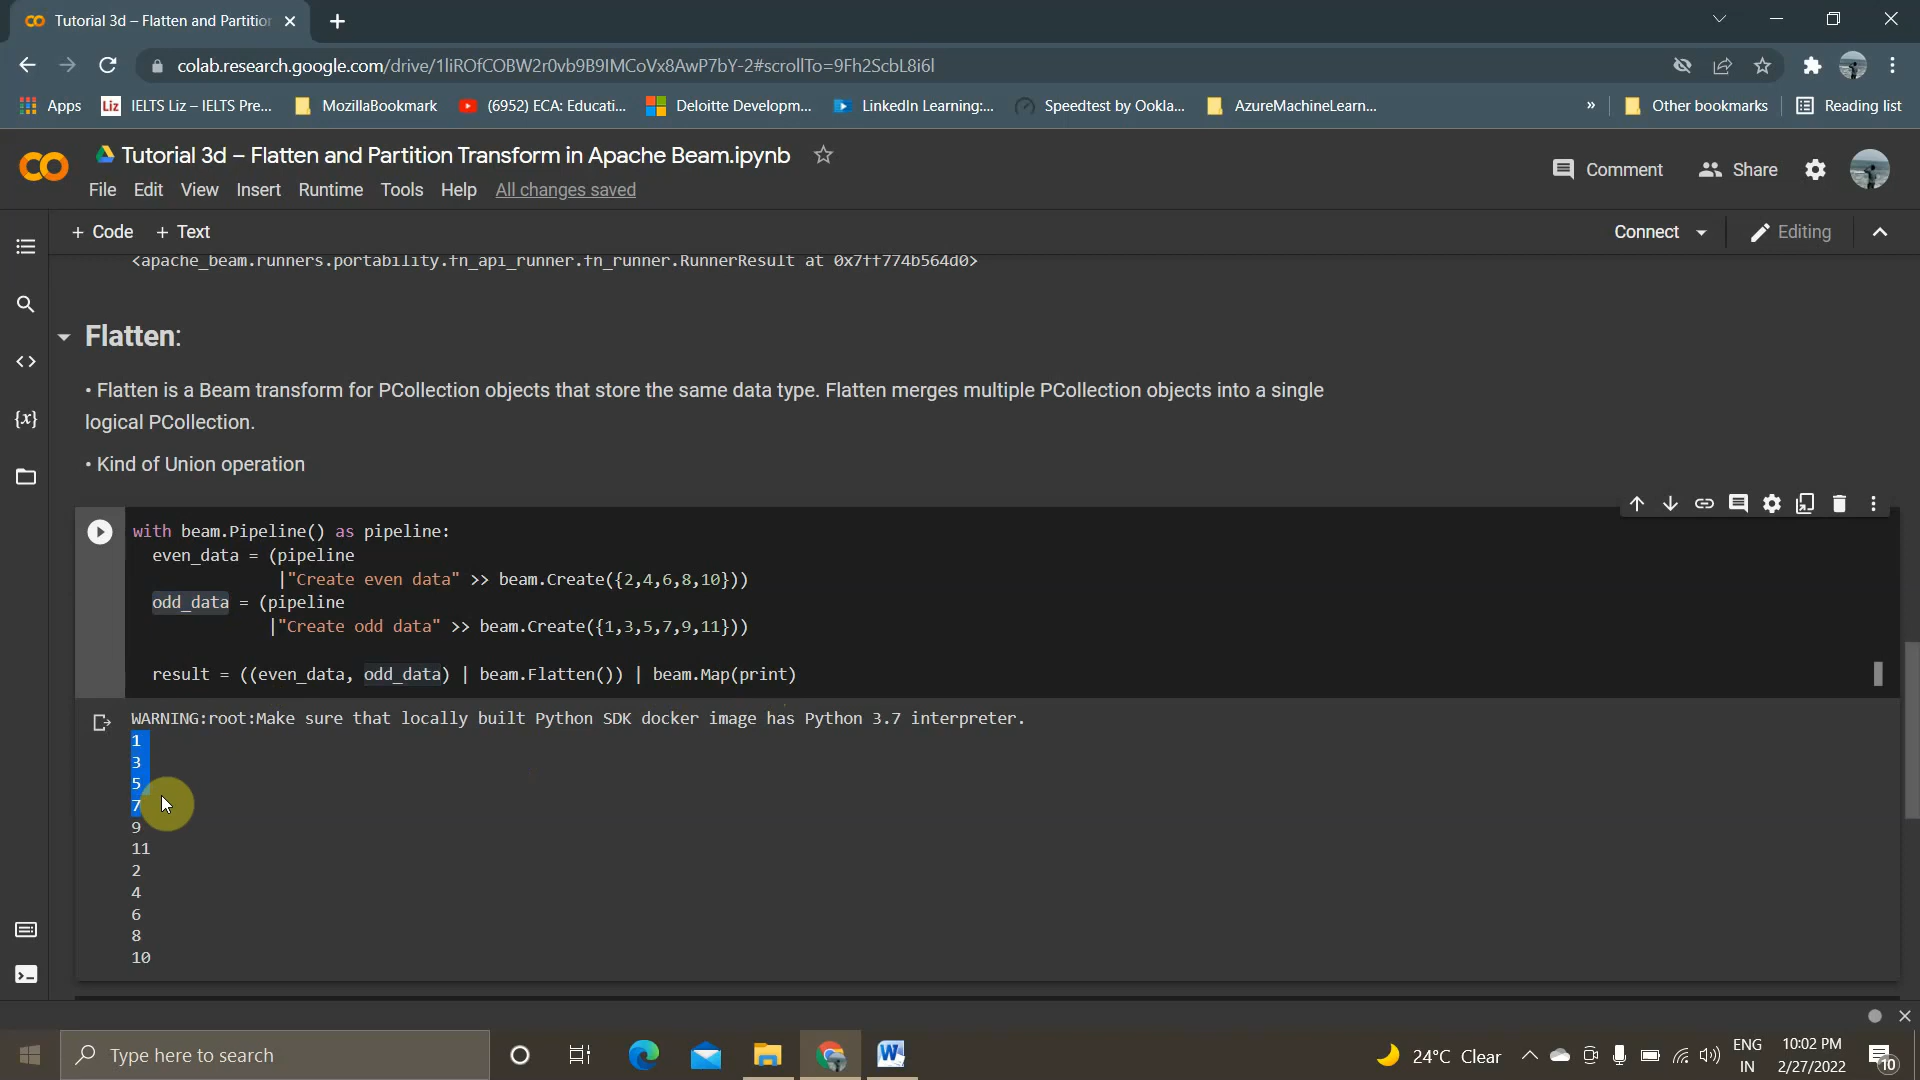 Tutorial 3d – Flatten and Partitio
colab.research.google.com/drive/1liROfCOBW2r0vb9B9IMCoVx8AwP7bY-2#scrollTo=9Fh2ScbL8i6l
Apps
Liz IELTS Liz – IELTS Pre...
MozillaBookmark
(6952) ECA: Educati...
Deloitte Developm...
LinkedIn Learning:...
Speedtest by Ookla...
AzureMachineLearn...
»
Other bookmarks
Reading list
Tutorial 3d – Flatten and Partition Transform in Apache Beam.ipynb
Comment
Share
File Edit View Insert Runtime Tools Help All changes saved
+ Code + Text
Connect
Editing
<apache_beam.runners.portability.fn_api_runner.fn_runner.RunnerResult at 0x7ff774b564d0>
Flatten:
• Flatten is a Beam transform for PCollection objects that store the same data type. Flatten merges multiple PCollection objects into a single
logical PCollection.
• Kind of Union operation
with beam.Pipeline() as pipeline:
even_data = (pipeline
|"Create even data" >> beam.Create({2,4,6,8,10}))
odd_data = (pipeline
|"Create odd data" >> beam.Create({1,3,5,7,9,11}))
result = ((even_data, odd_data) | beam.Flatten()) | beam.Map(print)
WARNING:root:Make sure that locally built Python SDK docker image has Python 3.7 interpreter.
1
3
5
7
9
11
2
4
6
8
10
Type here to search
24°C Clear
ENG
IN
10:02 PM
2/27/2022
10